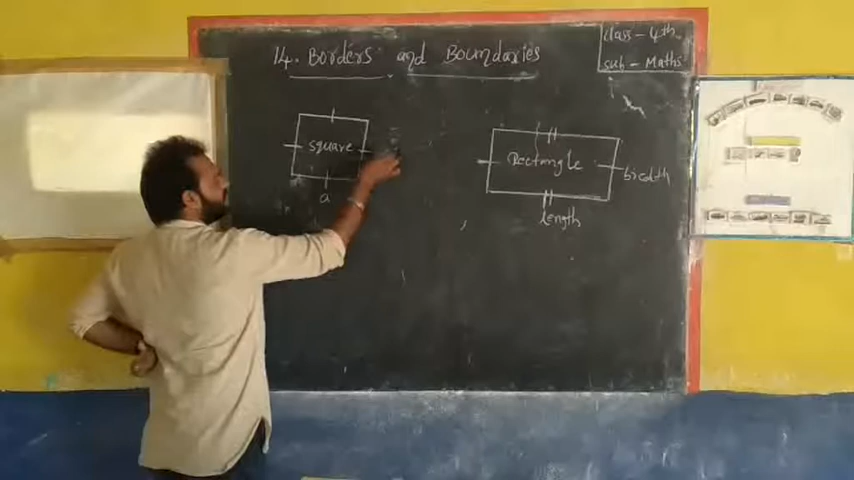 14. Borders and Boundaries
class - 4th.
sub - Maths
square
a
Rectangle
breadth
length